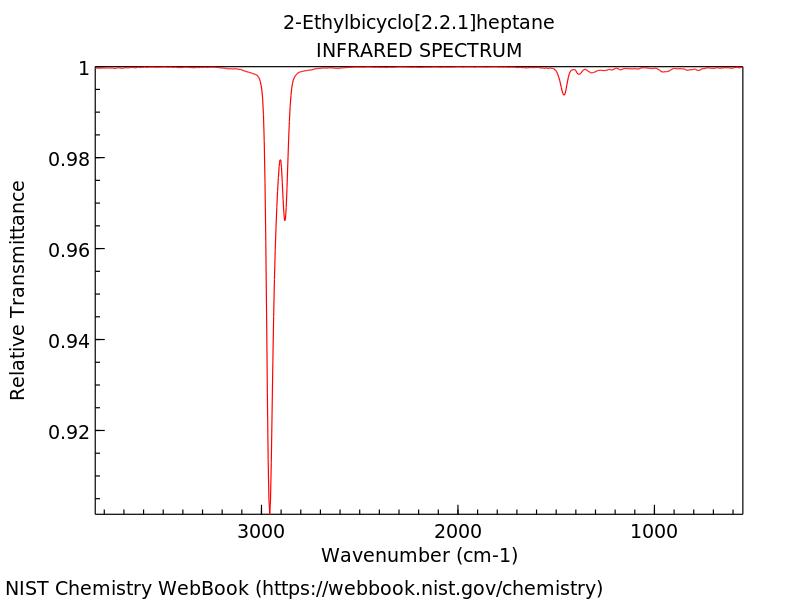 2-Ethylbicyclo[2.2.1]heptane
INFRARED SPECTRUM
1
0.98
0.96
0.94
0.92
Relative Transmittance
3000 2000 1000
Wavenumber (cm-1)
NIST Chemistry WebBook (https://webbook.nist.gov/chemistry)